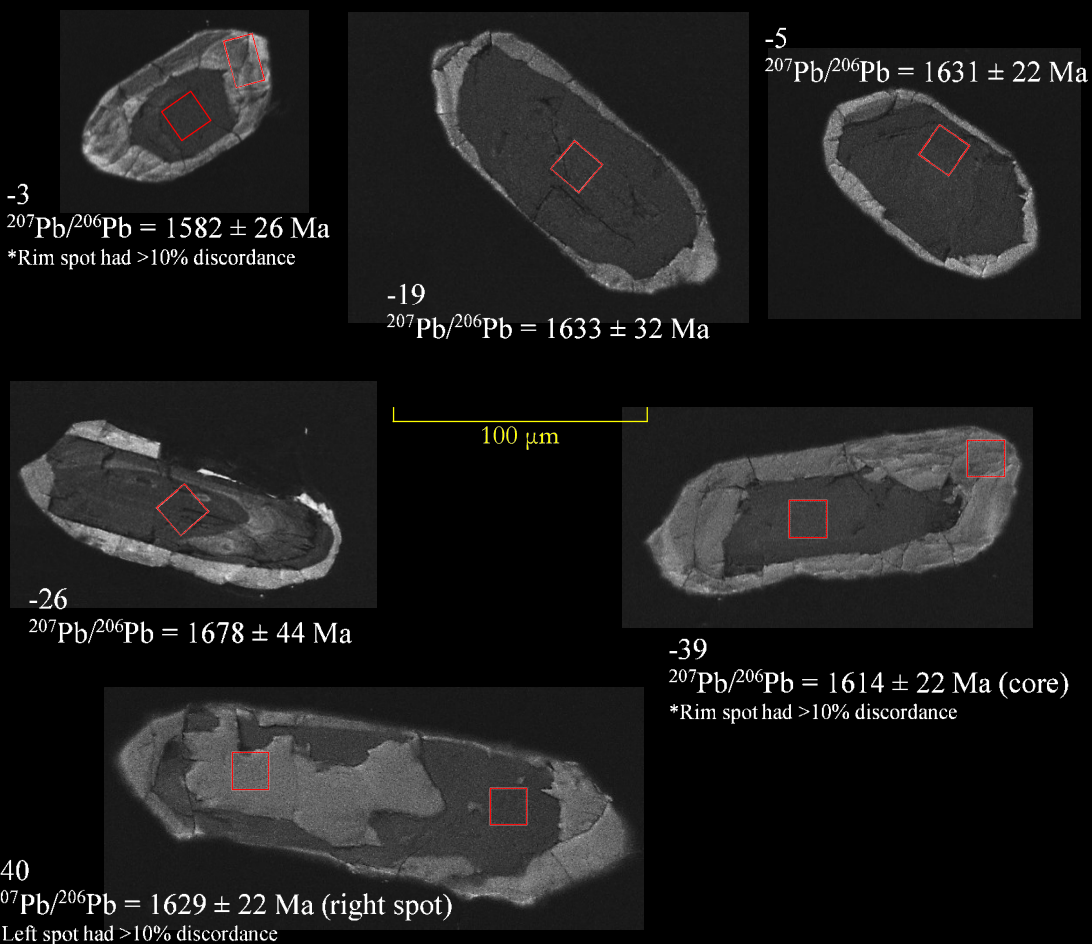 -5
²⁰⁷Pb/²⁰⁶Pb = 1631 ± 22 Ma
-3
²⁰⁷Pb/²⁰⁶Pb = 1582 ± 26 Ma
*Rim spot had >10% discordance
-19
²⁰⁷Pb/²⁰⁶Pb = 1633 ± 32 Ma
100 µm
-26
²⁰⁷Pb/²⁰⁶Pb = 1678 ± 44 Ma
-39
²⁰⁷Pb/²⁰⁶Pb = 1614 ± 22 Ma (core)
*Rim spot had >10% discordance
40
⁰⁷Pb/²⁰⁶Pb = 1629 ± 22 Ma (right spot)
Left spot had >10% discordance